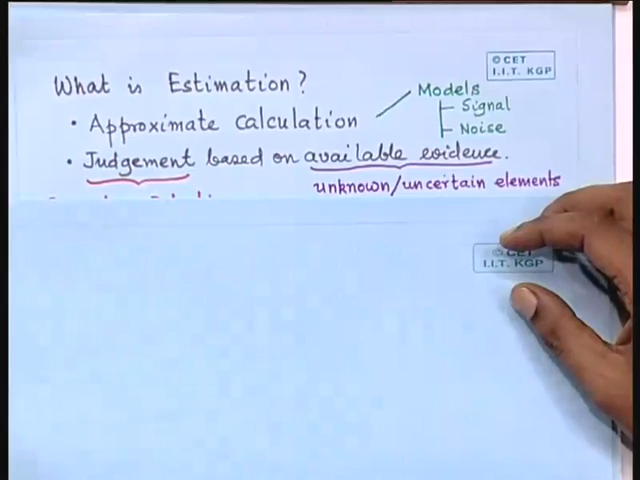 © CET
I.I.T. KGP
What is Estimation?
Models
Signal
• Approximate calculation
Noise
• Judgement based on available evidence.
unknown/uncertain elements
© CET
I.I.T. KGP